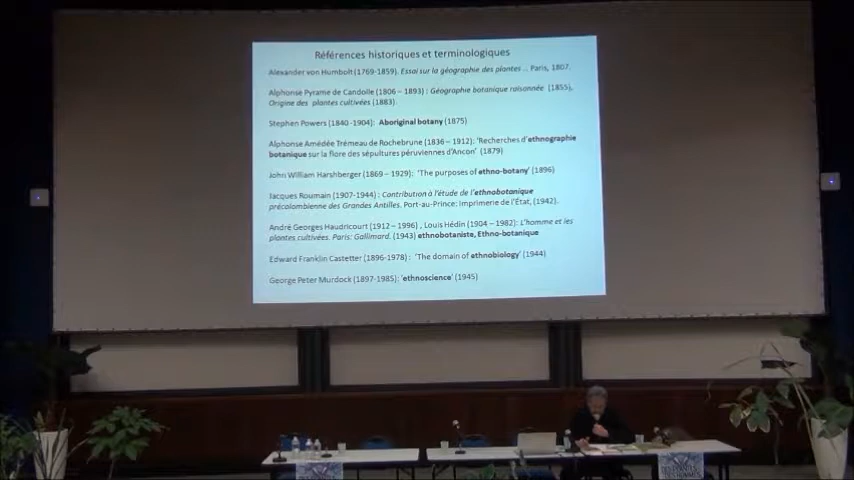 Références historiques et terminologiques
Alexander von Humbolt (1769-1859). Essai sur la géographie des plantes ... Paris, 1807.
Alphonse Pyrame de Candolle (1806 – 1893) : Géographie botanique raisonnée (1855),
Origine des plantes cultivées (1883).
Stephen Powers (1840 -1904): Aboriginal botany (1875)
Alphonse Amédée Trémeau de Rochebrune (1836 – 1912): 'Recherches d'ethnographie
botanique sur la flore des sépultures péruviennes d'Ancon' (1879)
John William Harshberger (1869 – 1929): 'The purposes of ethno-botany' (1896)
Jacques Roumain (1907-1944) : Contribution à l'étude de l'ethnobotanique
précolombienne des Grandes Antilles. Port-au-Prince: Imprimerie de l'État, (1942).
André Georges Haudricourt (1912 – 1996) , Louis Hédin (1904 – 1982): L'homme et les
plantes cultivées. Paris: Gallimard. (1943) ethnobotaniste, Ethno-botanique
Edward Franklin Castetter (1896-1978) : 'The domain of ethnobiology' (1944)
George Peter Murdock (1897-1985): 'ethnoscience' (1945)